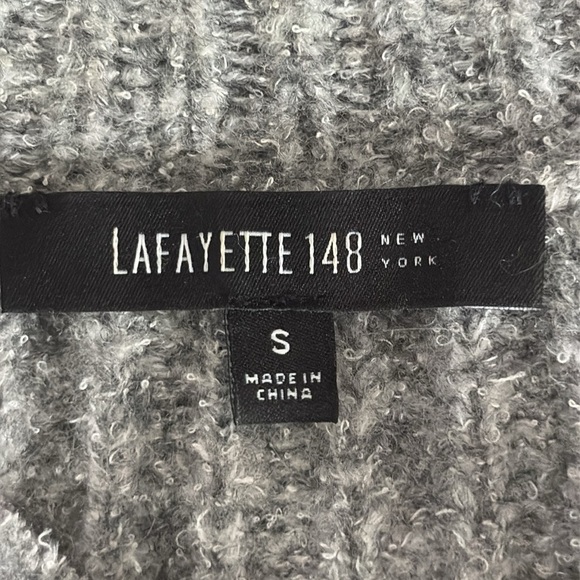 LAFAYETTE 148 NEW YORK
S
MADE IN
CHINA